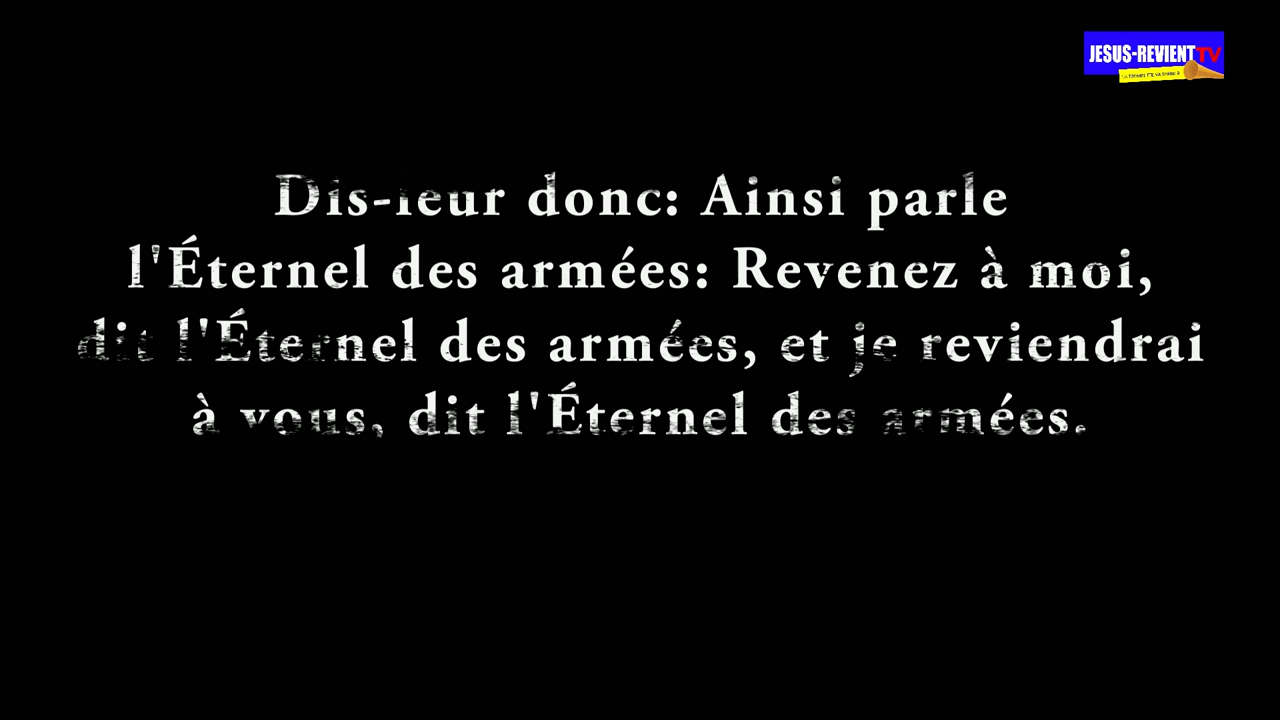 JESUS-REVIENT TV
Dis-leur donc: Ainsi parle
l'Éternel des armées: Revenez à moi,
dit l'Éternel des armées, et je reviendrai
à vous, dit l'Éternel des armées.